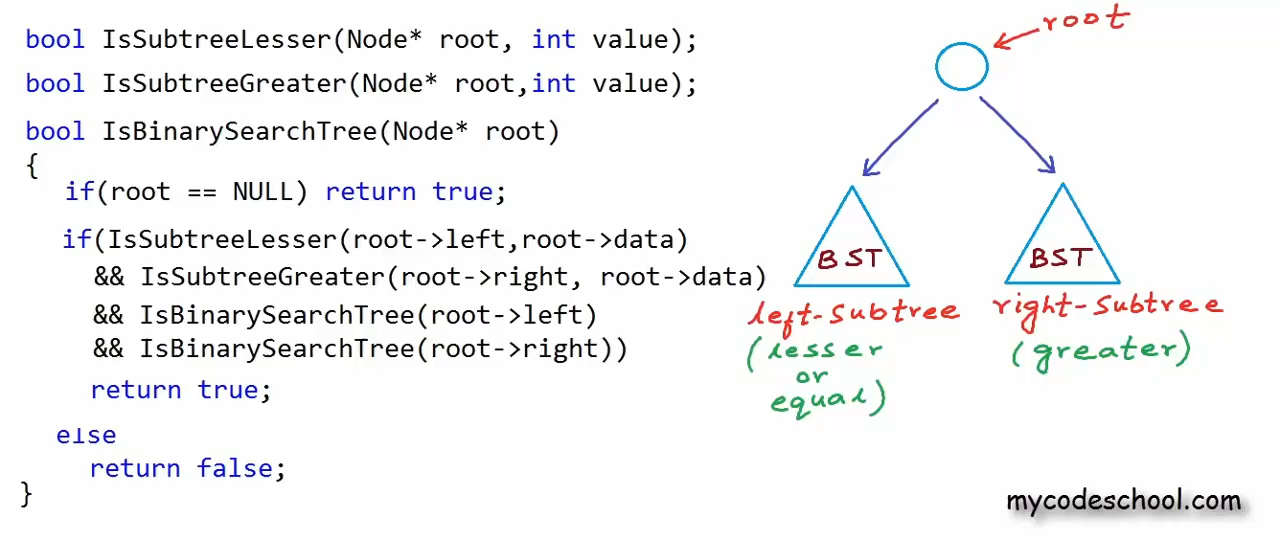 bool IsSubtreeLesser(Node* root, int value);
bool IsSubtreeGreater(Node* root,int value);
bool IsBinarySearchTree(Node* root)
{
if(root == NULL) return true;
if(IsSubtreeLesser(root->left,root->data)
&& IsSubtreeGreater(root->right, root->data)
&& IsBinarySearchTree(root->left)
&& IsBinarySearchTree(root->right))
return true;
else
return false;
}
root
BST
BST
left-subtree
right-subtree
(lesser
or
equal)
(greater)
mycodeschool.com